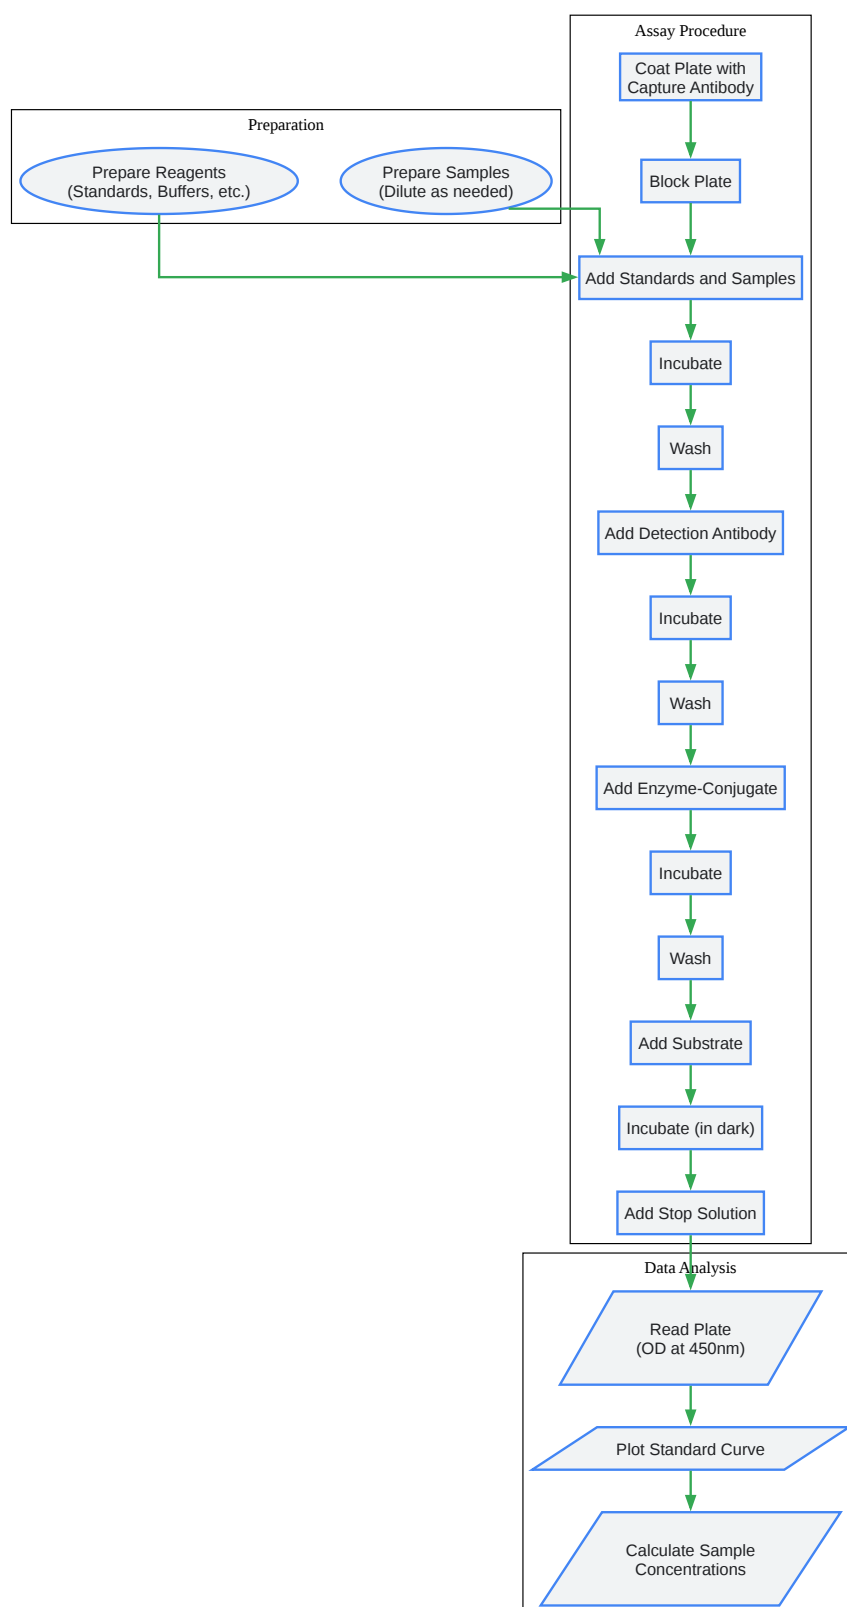 Assay Procedure
Coat Plate with
Capture Antibody
Preparation
Prepare Reagents
(Standards, Buffers, etc.)
Prepare Samples
(Dilute as needed)
Block Plate
Add Standards and Samples
Incubate
Wash
Add Detection Antibody
Incubate
Wash
Add Enzyme-Conjugate
Incubate
Wash
Add Substrate
Incubate (in dark)
Add Stop Solution
Data Analysis
Read Plate
(OD at 450nm)
Plot Standard Curve
Calculate Sample
Concentrations